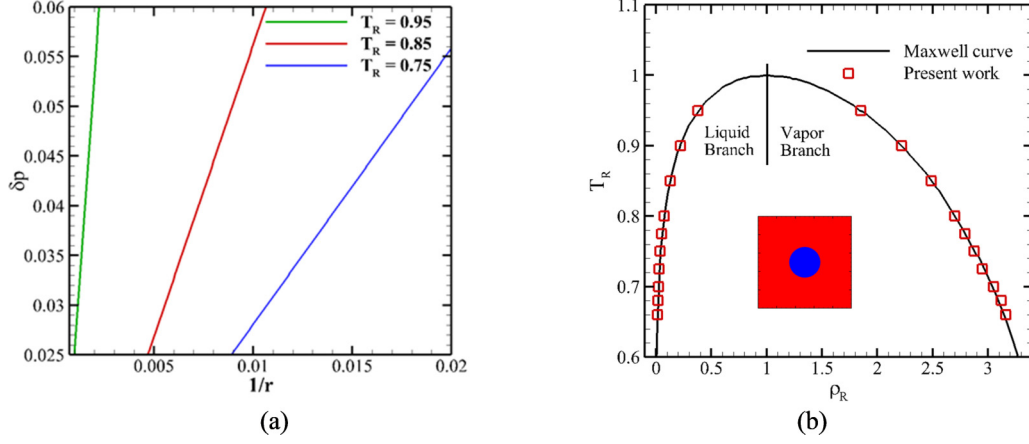 (a)
0.06
0.055
0.05
0.045
0.04
0.035
0.03
0.025
δp
0.005
0.01
0.015
0.02
1/r
T_R = 0.95
T_R = 0.85
T_R = 0.75
(a)
(b)
1.1
1
0.9
0.8
0.7
0.6
T_R
0
0.5
1
1.5
2
2.5
3
ρ_R
Maxwell curve
Present work
Liquid
Branch
Vapor
Branch
(b)